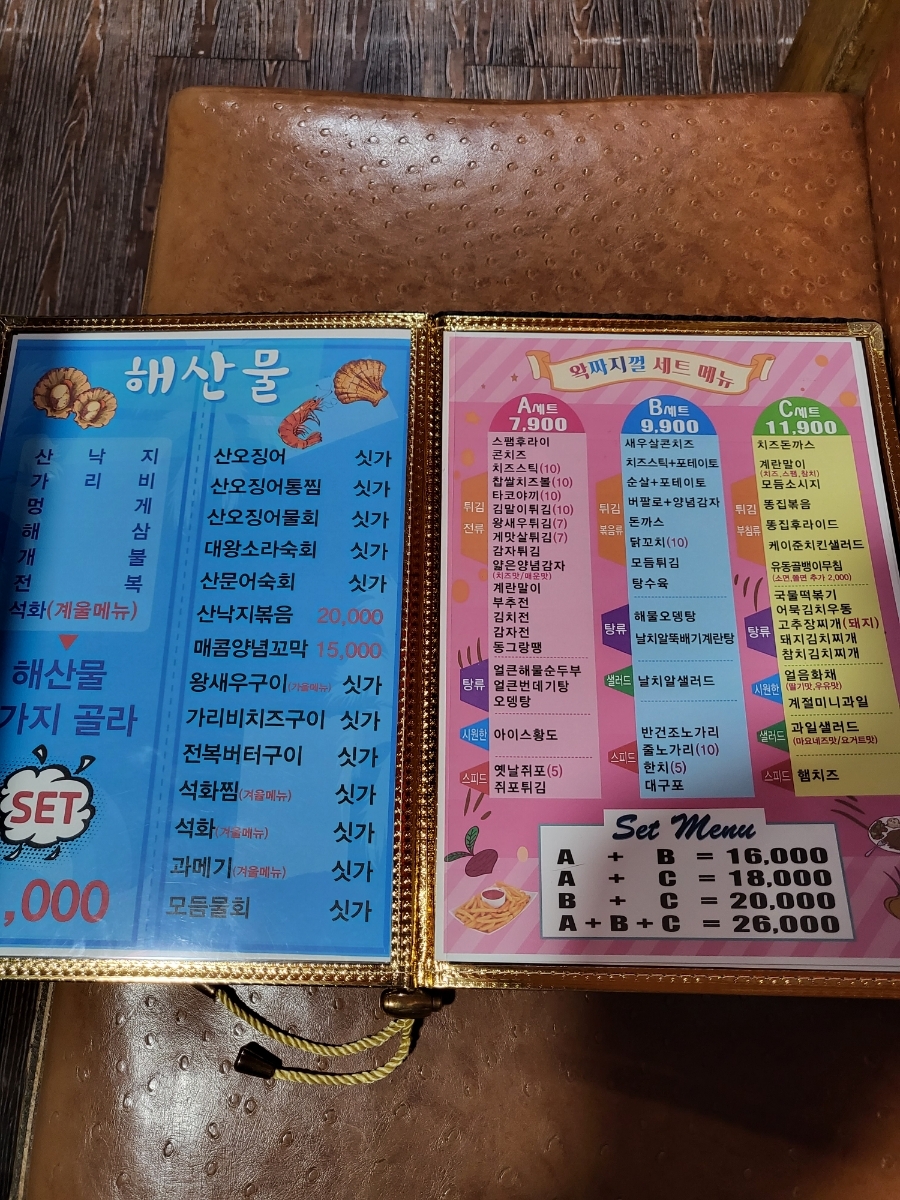 해산물
산 낙 지
가 리 비
멍 게
해 삼
개 불
전 복
석화(계울메뉴)
해산물
가지 골라
SET
,000
산오징어 싯가
산오징어통찜 싯가
산오징어물회 싯가
대왕소라숙회 싯가
산문어숙회 싯가
산낙지볶음 20,000
매콤양념꼬막 15,000
왕새우구이(겨울메뉴) 싯가
가리비치즈구이 싯가
전복버터구이 싯가
석화찜(겨울메뉴) 싯가
석화(겨울메뉴) 싯가
과메기(겨울메뉴) 싯가
모듬물회 싯가
왁짜지껄 세트 메뉴
A세트
7,900
튀김
전류
스팸후라이
콘치즈
치즈스틱(10)
찹쌀치즈볼(10)
타코야끼(10)
김말이튀김(10)
왕새우튀김(7)
게맛살튀김(7)
감자튀김
얇은양념감자
(치즈맛/매운맛)
계란말이
부추전
김치전
감자전
동그랑땡
탕류
얼큰해물순두부
얼큰번데기탕
오뎅탕
시원한
아이스황도
스피드
옛날쥐포(5)
쥐포튀김
B세트
9,900
튀김
볶음류
새우살콘치즈
치즈스틱+포테이토
순살+포테이토
버팔로+양념감자
돈까스
닭꼬치(10)
모듬튀김
탕수육
탕류
해물오뎅탕
날치알뚝배기계란탕
샐러드
날치알샐러드
스피드
반건조노가리
줄노가리(10)
한치(5)
대구포
C세트
11,900
튀김
부침류
치즈돈까스
계란말이
(치즈,스팸,참치)
모듬소시지
똥집볶음
똥집후라이드
케이준치킨샐러드
유동골뱅이무침
(소면,쫄면 추가 2,000)
탕류
국물떡볶기
어묵김치우동
고추장찌개(돼지)
돼지김치찌개
참치김치찌개
시원한
얼음화채
(딸기맛,우유맛)
계절미니과일
샐러드
과일샐러드
(마요네즈맛/요거트맛)
스피드
햄치즈
Set Menu
A + B = 16,000
A + C = 18,000
B + C = 20,000
A+B+C = 26,000